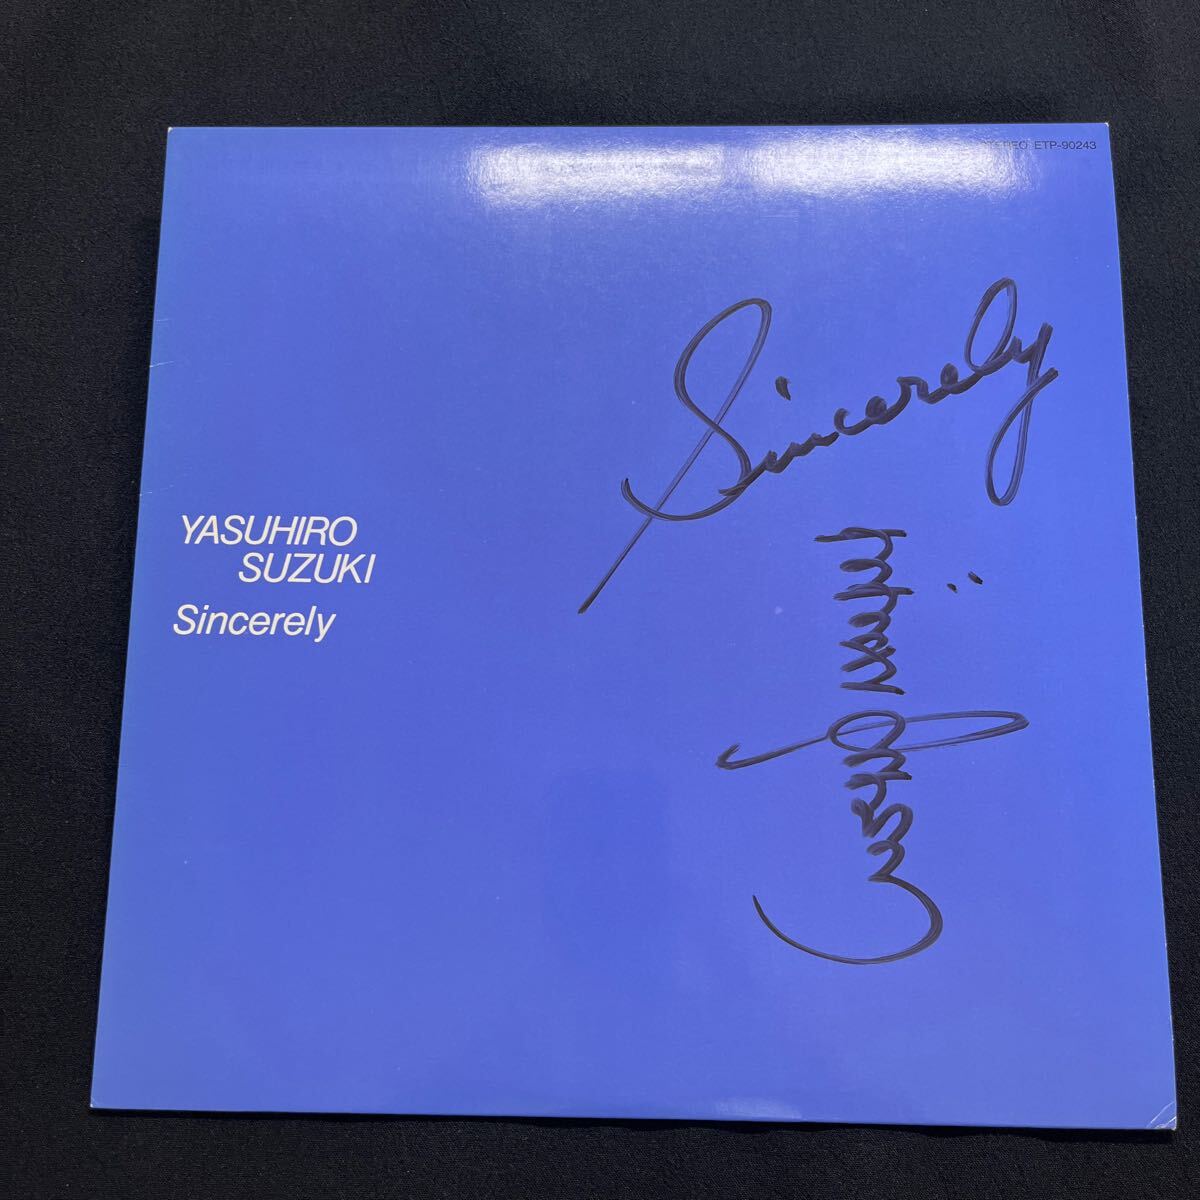 STEREO ETP-90243
Sincerely
YASUHIRO
SUZUKI
Sincerely